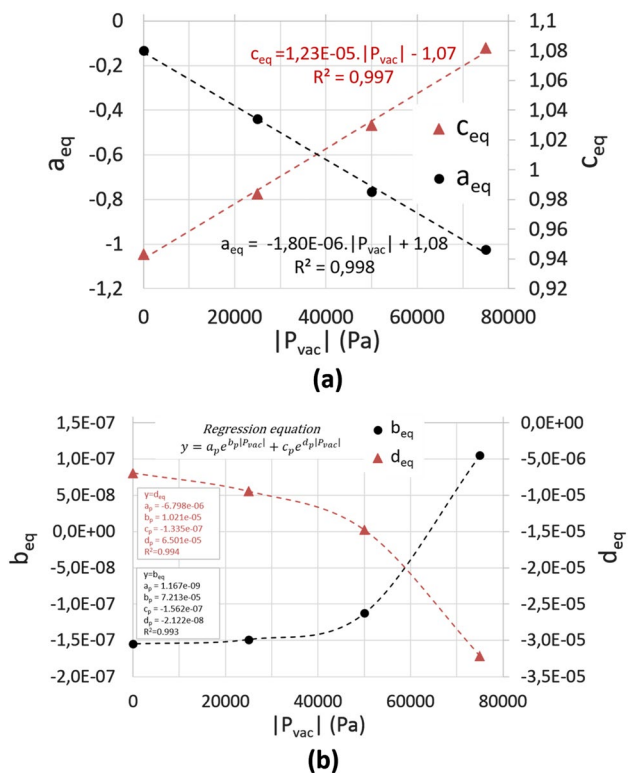 0
-0,2
-0,4
-0,6
-0,8
-1
-1,2
a_eq
1,1
1,08
1,06
1,04
1,02
1
0,98
0,96
0,94
0,92
c_eq
c_eq =1,23E-05.|P_vac| - 1,07
R² = 0,997
c_eq
a_eq
a_eq = -1,80E-06.|P_vac| + 1,08
R² = 0,998
0 20000 40000 60000 80000 100000
|P_vac| (Pa)
(a)
1,5E-07
1,0E-07
5,0E-08
0,0E+00
-5,0E-08
-1,0E-07
-1,5E-07
-2,0E-07
b_eq
0,0E+00
-5,0E-06
-1,0E-05
-1,5E-05
-2,0E-05
-2,5E-05
-3,0E-05
-3,5E-05
d_eq
Regression equation
y = a_p e^{b_p|P_vac|} + c_p e^{d_p|P_vac|}
b_eq
d_eq
y=d_eq
a_p = -6.798e-06
b_p = 1.021e-05
c_p = -1.335e-07
d_p = 6.501e-05
R²=0.994
y=b_eq
a_p = 1.167e-09
b_p = 7.213e-05
c_p = -1.562e-07
d_p = -2.122e-08
R²=0.993
0 20000 40000 60000 80000 100000
|P_vac| (Pa)
(b)